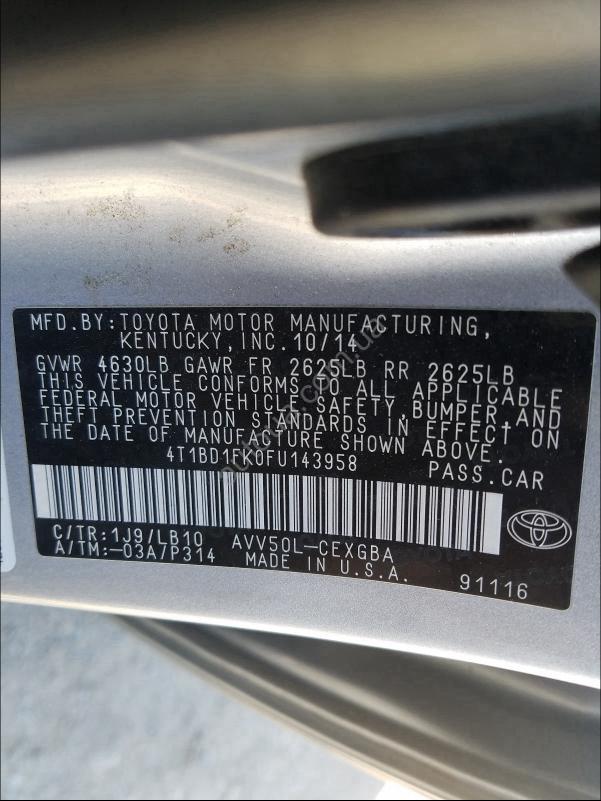 MFD.BY:TOYOTA MOTOR MANUFACTURING,
KENTUCKY,INC.10/14
GVWR 4630LB GAWR FR 2625LB RR 2625LB
THIS VEHICLE CONFORMS TO ALL APPLICABLE
FEDERAL MOTOR VEHICLE SAFETY,BUMPER,AND
THEFT PREVENTION STANDARDS IN EFFECT ON
THE DATE OF MANUFACTURE SHOWN ABOVE.
4T1BD1FK0FU143958 PASS.CAR
C/TR:1J9/LB10 AVV50L-CEXGBA
A/TM:-03A/P314 MADE IN U.S.A. 91116